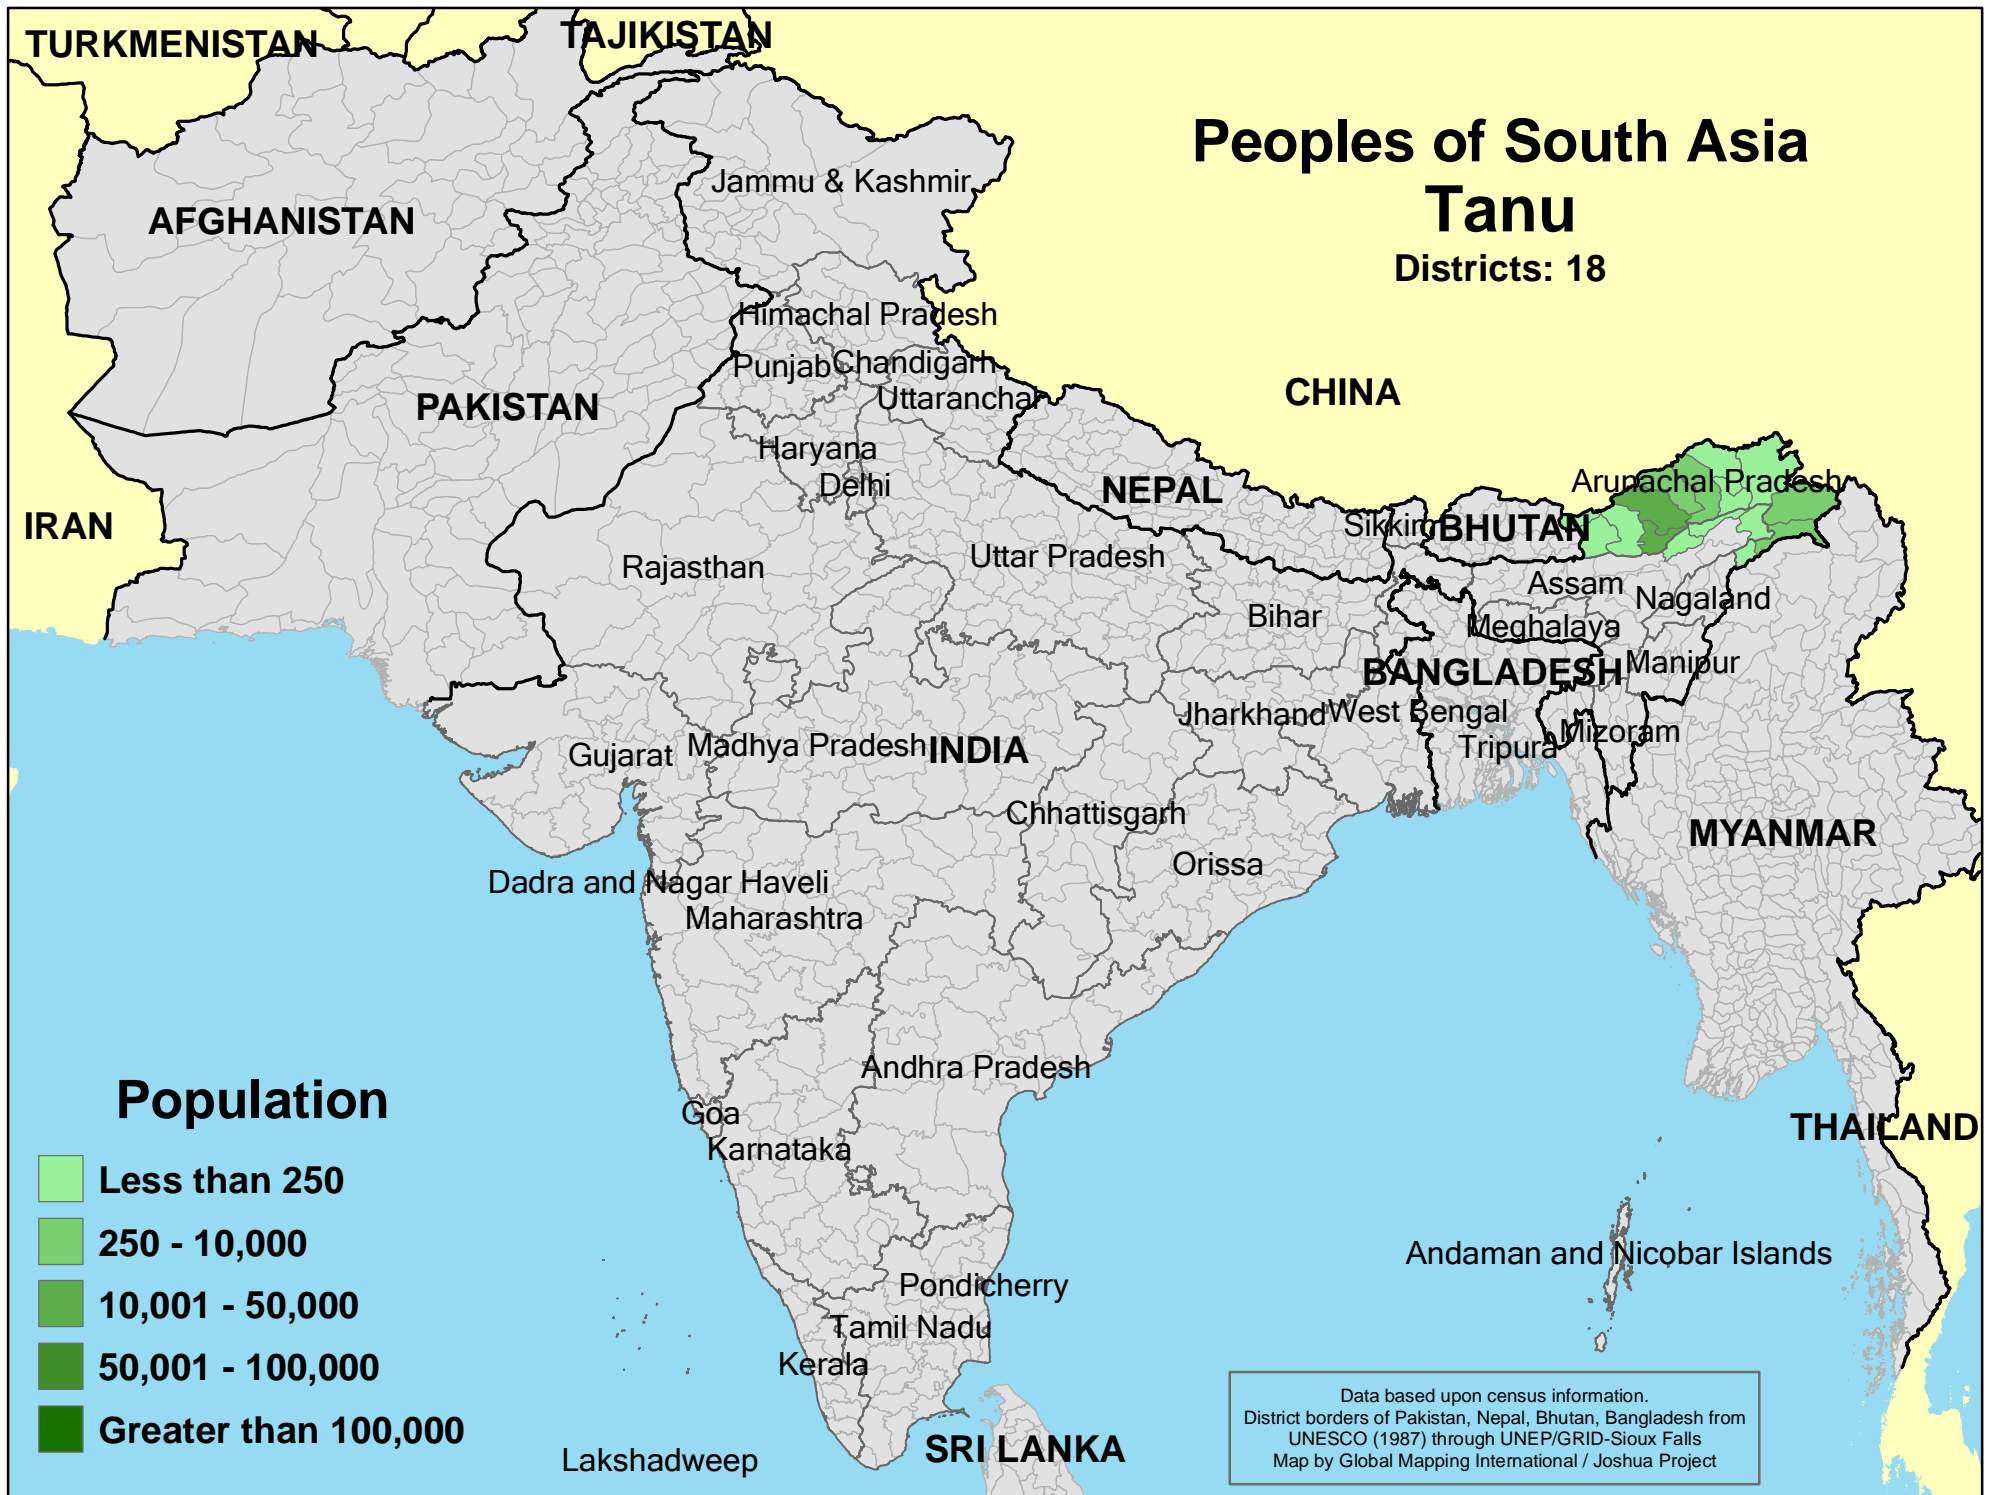 TURKMENISTAN
TAJIKISTAN
Peoples of South Asia
Tanu
Districts: 18
Jammu & Kashmir
AFGHANISTAN
Himachal Pradesh
Punjab
Chandigarh
CHINA
Uttaranchal
PAKISTAN
Haryana
Delhi
NEPAL
Arunachal Pradesh
IRAN
Sikkim
BHUTAN
Uttar Pradesh
Rajasthan
Assam
Nagaland
Bihar
Meghalaya
BANGLADESH
Manipur
Jharkhand
West Bengal
Mizoram
Tripura
Gujarat
Madhya Pradesh
INDIA
Chhattisgarh
MYANMAR
Orissa
Dadra and Nagar Haveli
Maharashtra
Andhra Pradesh
Goa
Karnataka
THAILAND
Andaman and Nicobar Islands
Pondicherry
Tamil Nadu
Kerala
SRI LANKA
Lakshadweep
Population
Less than 250
250 - 10,000
10,001 - 50,000
50,001 - 100,000
Greater than 100,000
Data based upon census information.
District borders of Pakistan, Nepal, Bhutan, Bangladesh from
UNESCO (1987) through UNEP/GRID-Sioux Falls
Map by Global Mapping International / Joshua Project